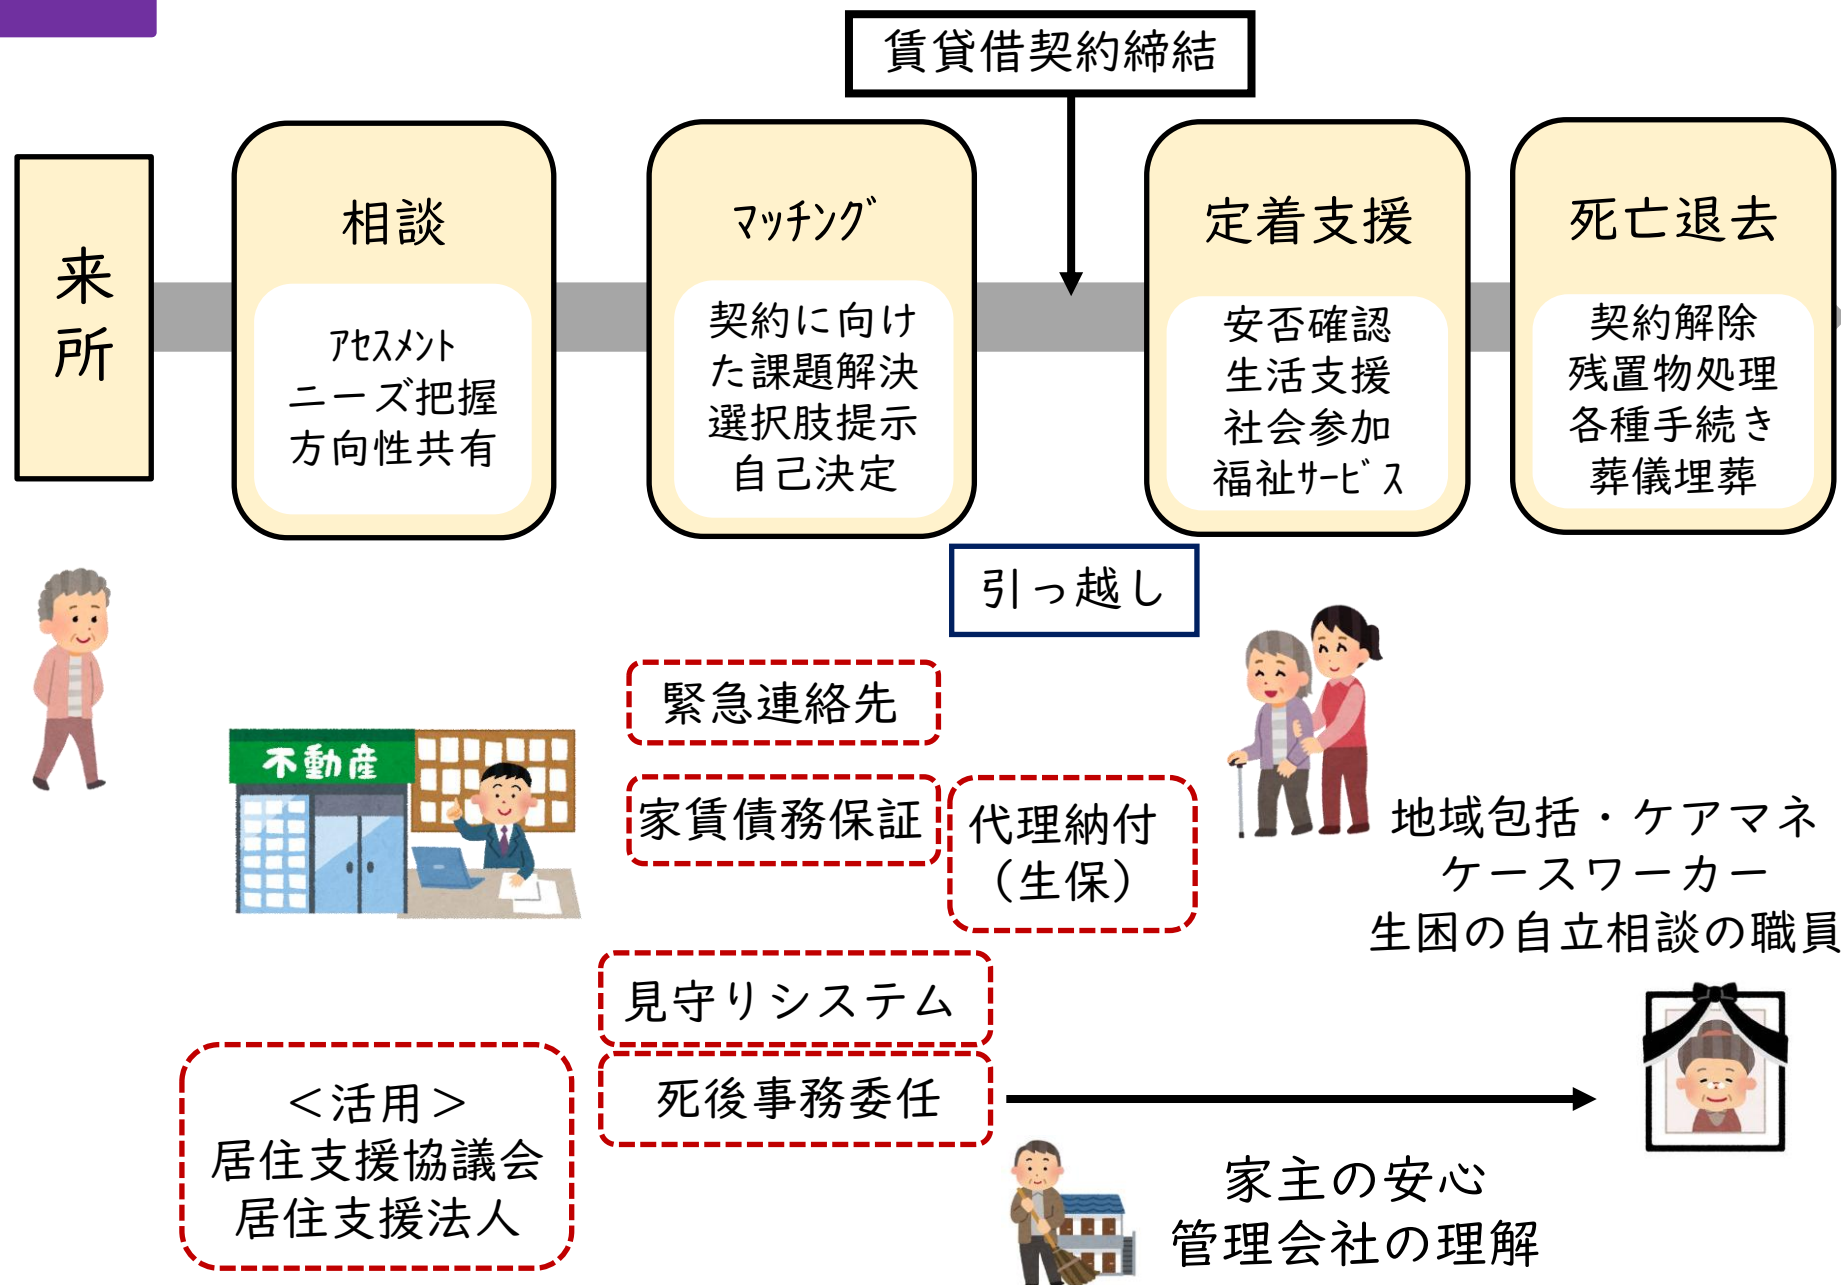 賃貸借契約締結
来所
相談
アセスメント
ニーズ把握
方向性共有
マッチング
契約に向け
た課題解決
選択肢提示
自己決定
定着支援
安否確認
生活支援
社会参加
福祉サービス
死亡退去
契約解除
残置物処理
各種手続き
葬儀埋葬
引っ越し
緊急連絡先
不動産
家賃債務保証
代理納付
(生保)
地域包括・ケアマネ
ケースワーカー
生困の自立相談の職員
見守りシステム
死後事務委任
<活用>
居住支援協議会
居住支援法人
家主の安心
管理会社の理解